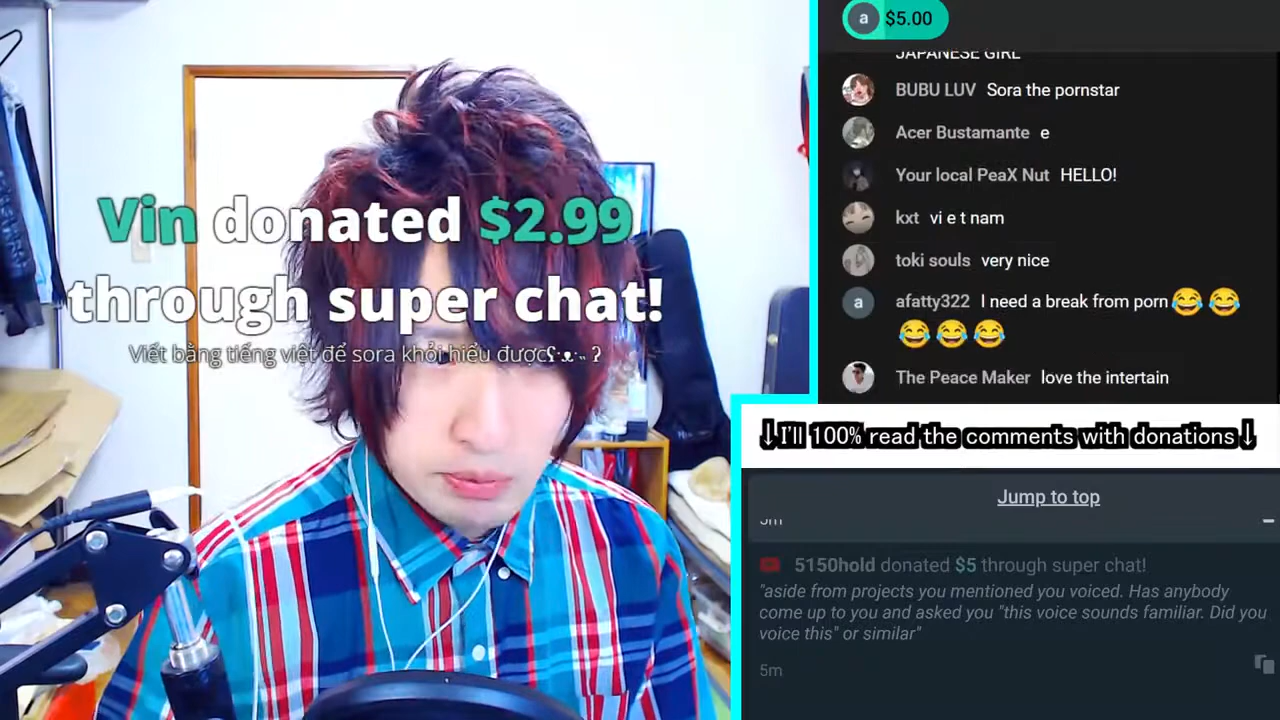 Vin donated $2.99
through super chat!
Viết bằng tiếng việt để sora khỏi hiểu được
a $5.00
JAPANESE GIRL
BUBU LUV Sora the pornstar
Acer Bustamante e
Your local PeaX Nut HELLO!
kxt vi e t nam
toki souls very nice
a afatty322 I need a break from porn😂😂
😂😂😂
The Peace Maker love the intertain
↓I'll 100% read the comments with donations↓
Jump to top
5150hold donated $5 through super chat!
"aside from projects you mentioned you voiced. Has anybody
come up to you and asked you "this voice sounds familiar. Did you
voice this" or similar"
5m